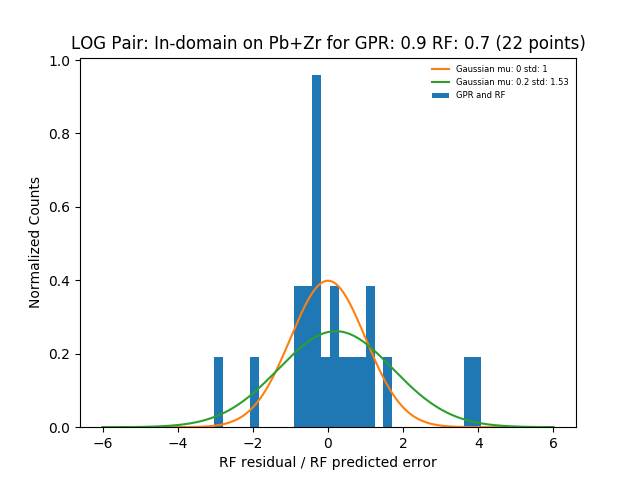 LOG Pair: In-domain on Pb+Zr for GPR: 0.9 RF: 0.7 (22 points)
Gaussian mu: 0 std: 1
Gaussian mu: 0.2 std: 1.53
GPR and RF
Normalized Counts
1.0
0.8
0.6
0.4
0.2
0.0
−6 −4 −2 0 2 4 6
RF residual / RF predicted error